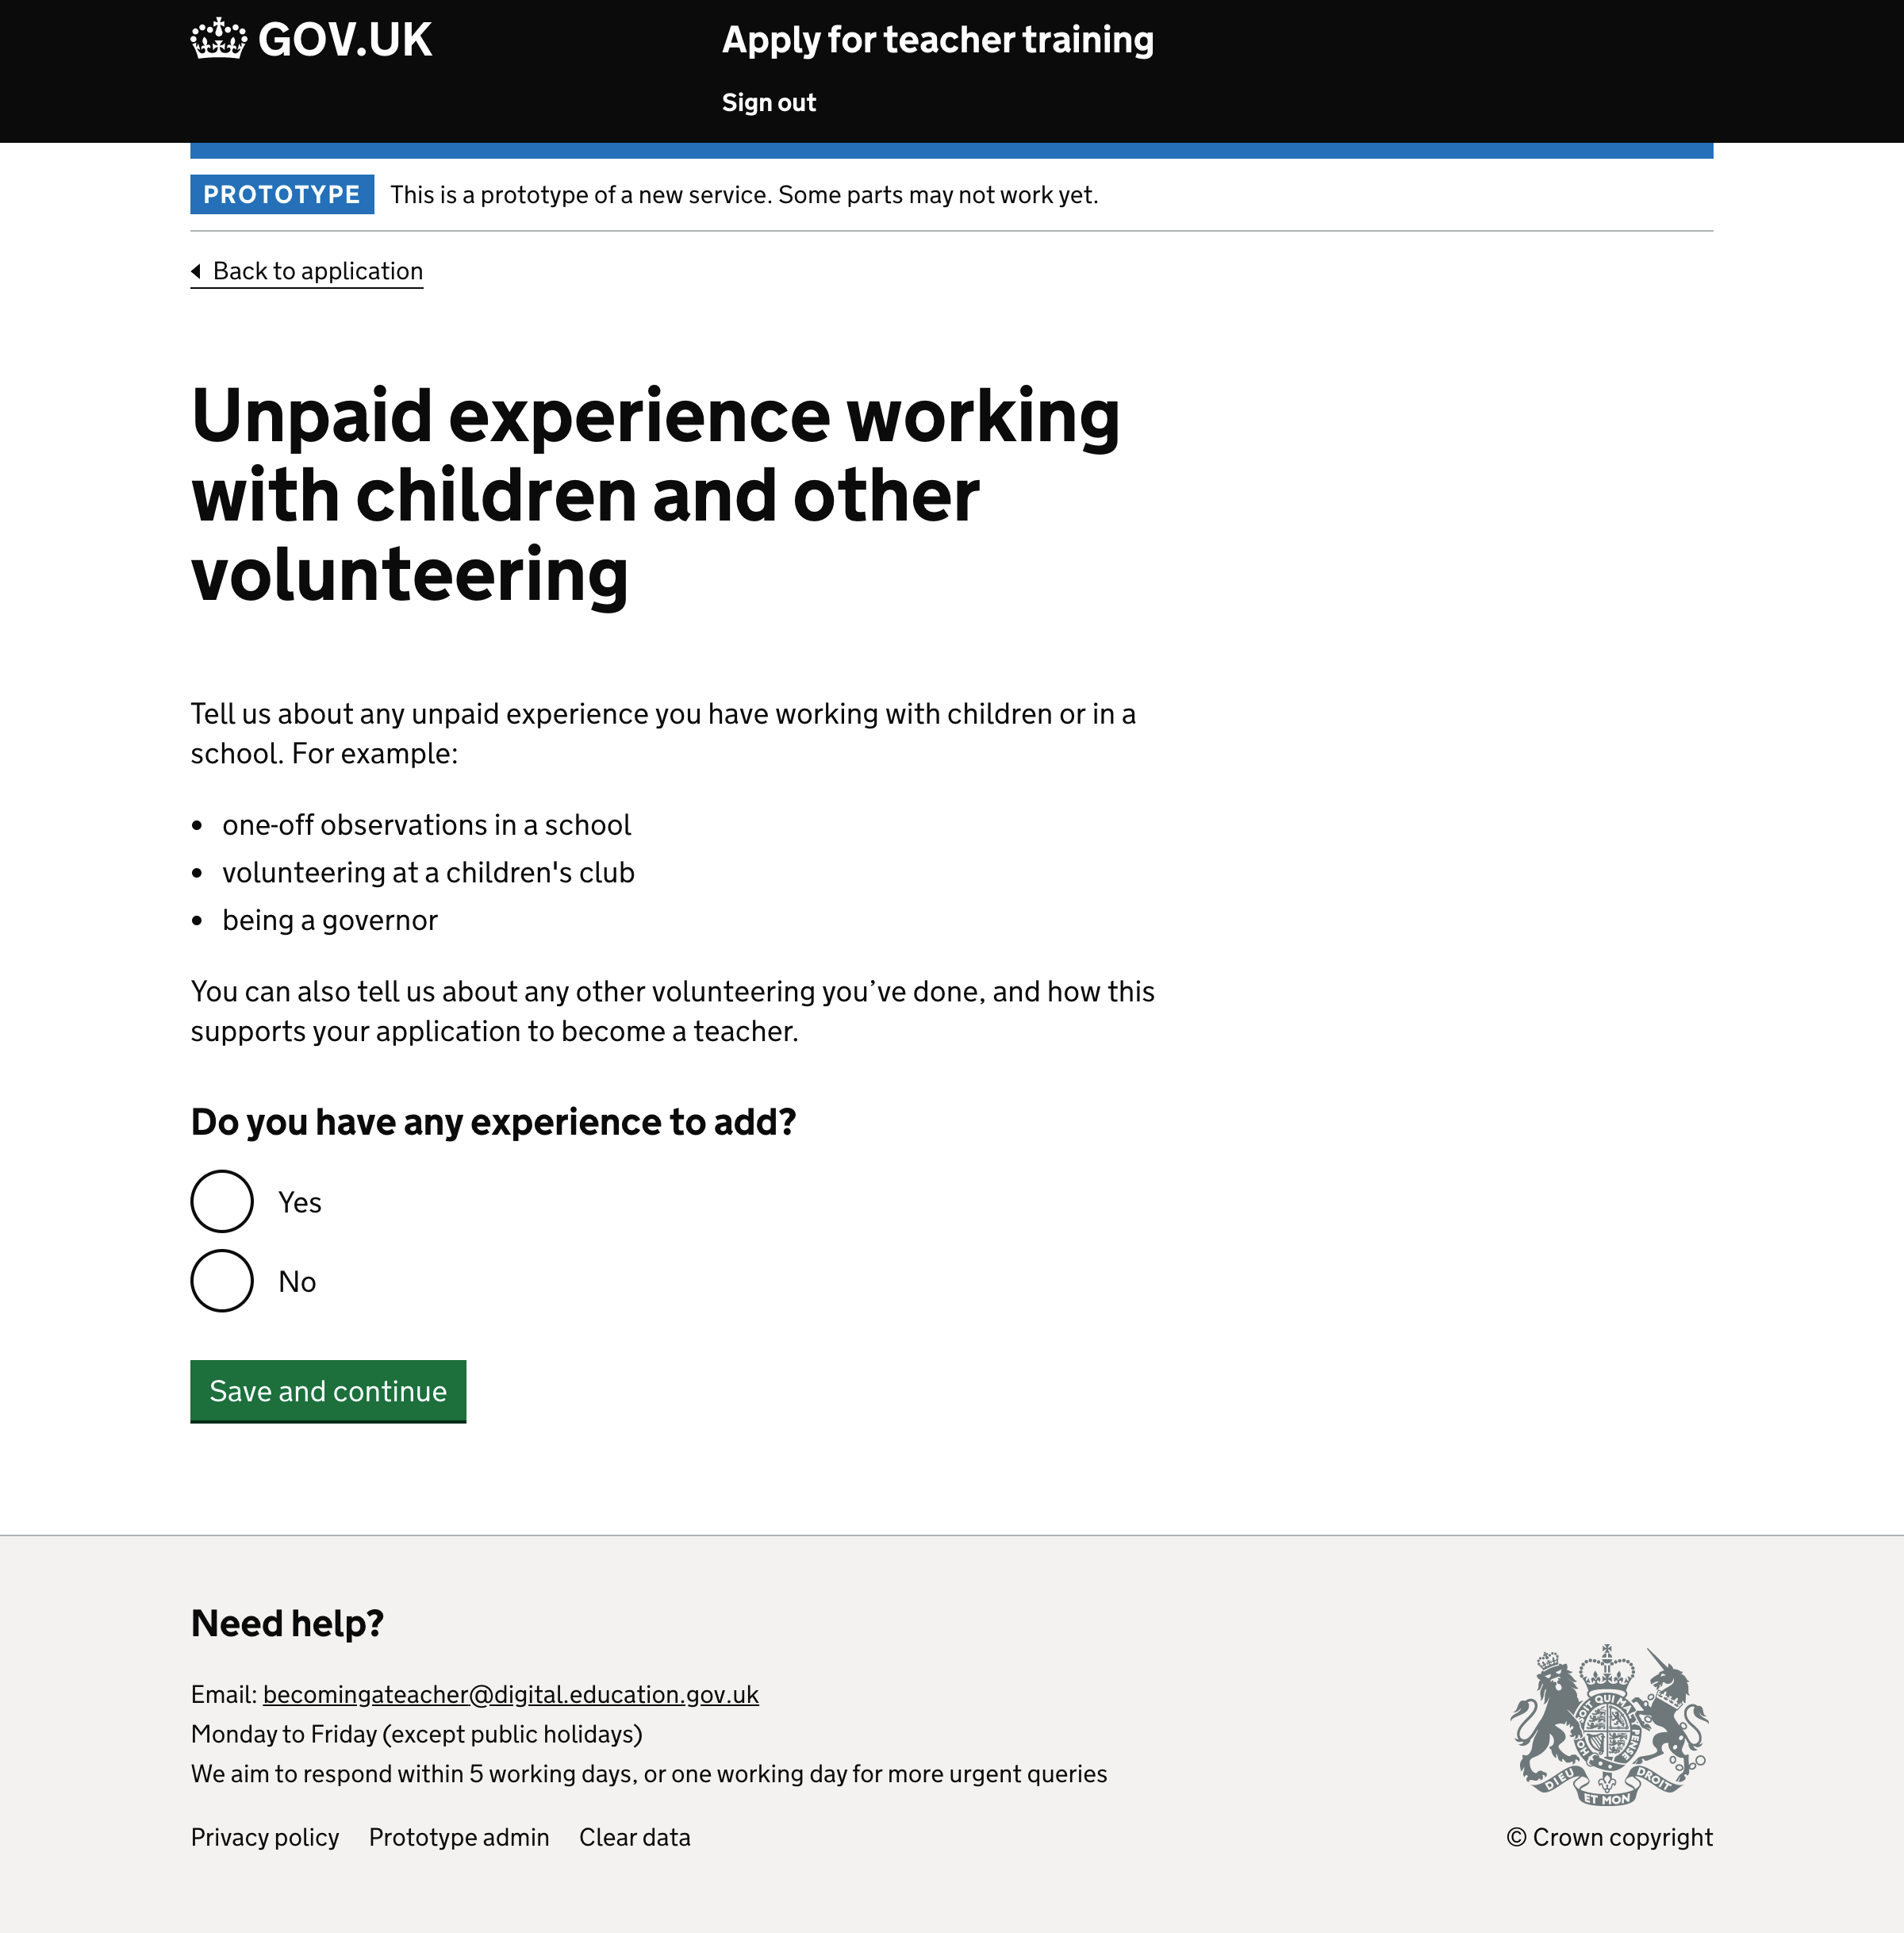 GOV.UK
Apply for teacher training
Sign out
PROTOTYPE
This is a prototype of a new service. Some parts may not work yet.
Back to application
Unpaid experience working
with children and other
volunteering
Tell us about any unpaid experience you have working with children or in a
school. For example:
one-off observations in a school
volunteering at a children's club
being a governor
You can also tell us about any other volunteering you’ve done, and how this
supports your application to become a teacher.
Do you have any experience to add?
Yes
No
Save and continue
Need help?
Email: becomingateacher@digital.education.gov.uk
Monday to Friday (except public holidays)
We aim to respond within 5 working days, or one working day for more urgent queries
Privacy policy
Prototype admin
Clear data
DIEU ET MON DROIT
© Crown copyright